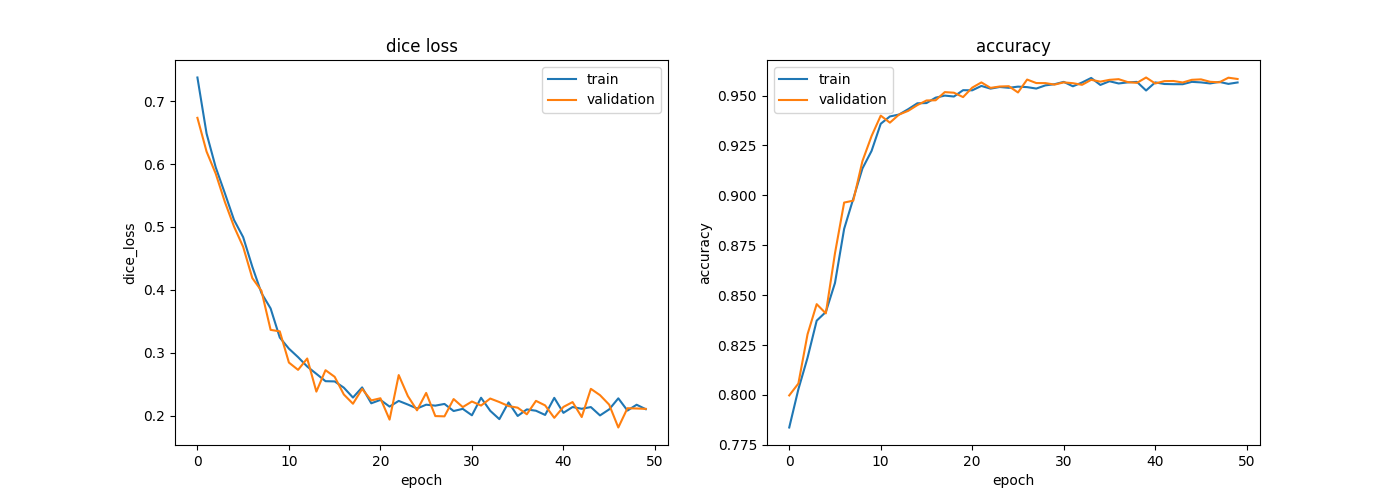 dice loss
train
validation
0.7
0.6
0.5
0.4
0.3
0.2
dice_loss
0 10 20 30 40 50
epoch
accuracy
train
validation
0.950
0.925
0.900
0.875
0.850
0.825
0.800
0.775
accuracy
0 10 20 30 40 50
epoch